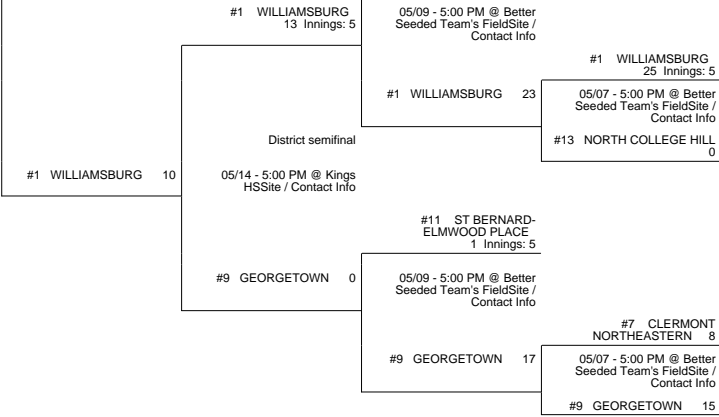 #1 WILLIAMSBURG
13 Innings: 5
05/09 - 5:00 PM @ Better
Seeded Team's FieldSite /
Contact Info
#1 WILLIAMSBURG
25 Innings: 5
#1 WILLIAMSBURG 23
05/07 - 5:00 PM @ Better
Seeded Team's FieldSite /
Contact Info
#13 NORTH COLLEGE HILL
0
District semifinal
#1 WILLIAMSBURG 10
05/14 - 5:00 PM @ Kings
HSSite / Contact Info
#11 ST BERNARD-
ELMWOOD PLACE
1 Innings: 5
#9 GEORGETOWN 0
05/09 - 5:00 PM @ Better
Seeded Team's FieldSite /
Contact Info
#7 CLERMONT
NORTHEASTERN 8
#9 GEORGETOWN 17
05/07 - 5:00 PM @ Better
Seeded Team's FieldSite /
Contact Info
#9 GEORGETOWN 15